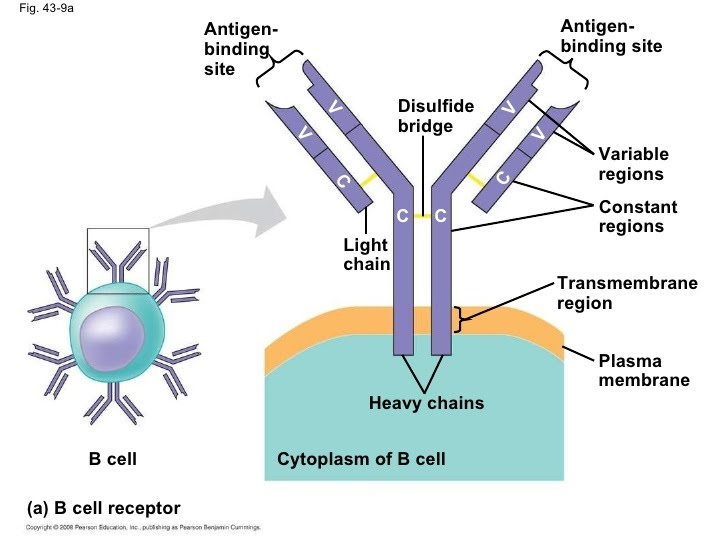 Fig. 43-9a
Antigen-
binding
site
Antigen-
binding site
Disulfide
bridge
V
V
V
V
Variable
regions
C
C
C
C
Constant
regions
Light
chain
Transmembrane
region
Plasma
membrane
Heavy chains
B cell
Cytoplasm of B cell
(a) B cell receptor
Copyright © 2008 Pearson Education, Inc., publishing as Pearson Benjamin Cummings.